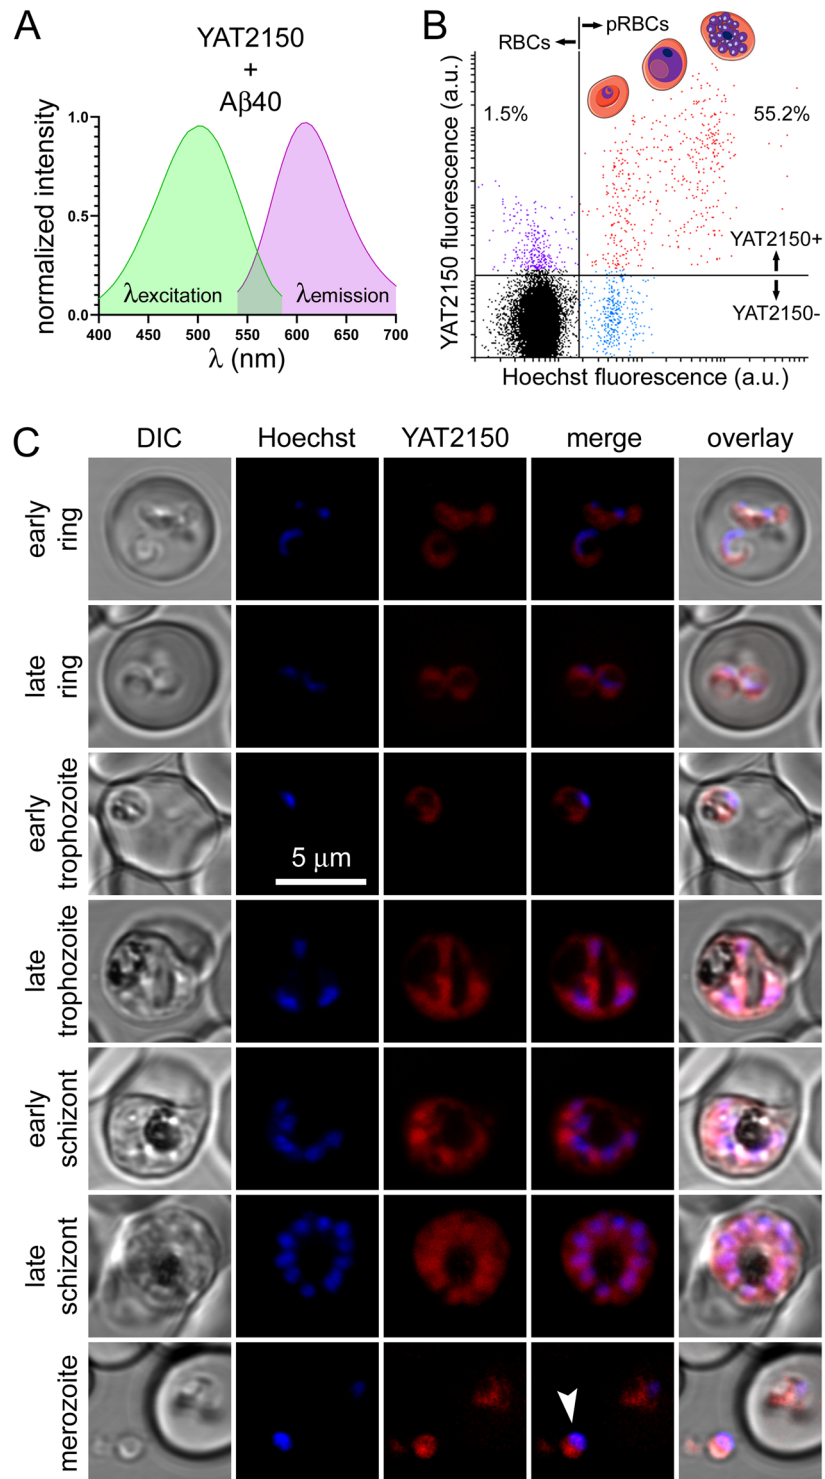 A
YAT2150
+
Aβ40
normalized intensity
1.0
0.5
0.0
λexcitation
λemission
400 450 500 550 600 650 700
λ (nm)
B
RBCs
pRBCs
1.5%
55.2%
YAT2150 fluorescence (a.u.)
YAT2150+
YAT2150-
Hoechst fluorescence (a.u.)
C
DIC Hoechst YAT2150 merge overlay
early
ring
late
ring
early
trophozoite
5 μm
late
trophozoite
early
schizont
late
schizont
merozoite